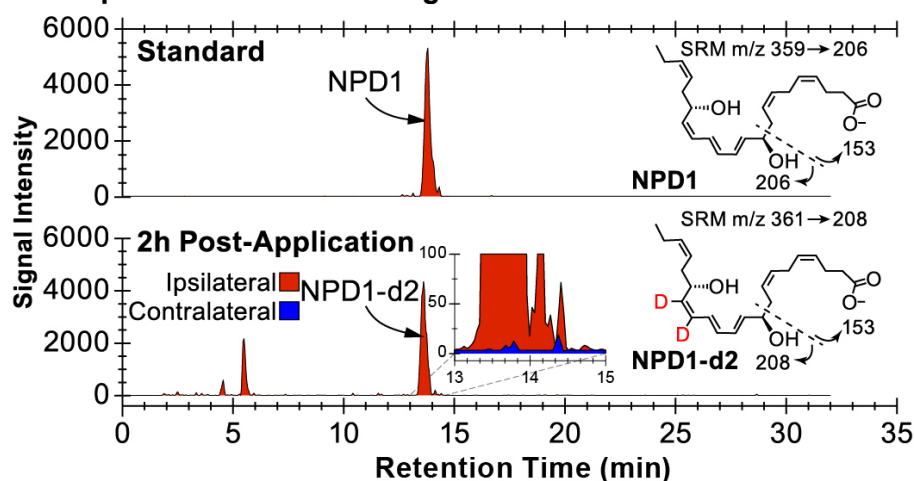 6000
Standard
SRM m/z 359→206
NPD1
OH
4000
O
O−
2000
OH
153
206
NPD1
0
Signal Intensity
SRM m/z 361→208
6000
2h Post-Application
100
Ipsilateral
NPD1-d2
OH
4000
D
O
O−
Contralateral
50
D
OH
153
2000
NPD1-d2
208
0
13
14
15
0
0
5
10
15
20
25
30
35
Retention Time (min)